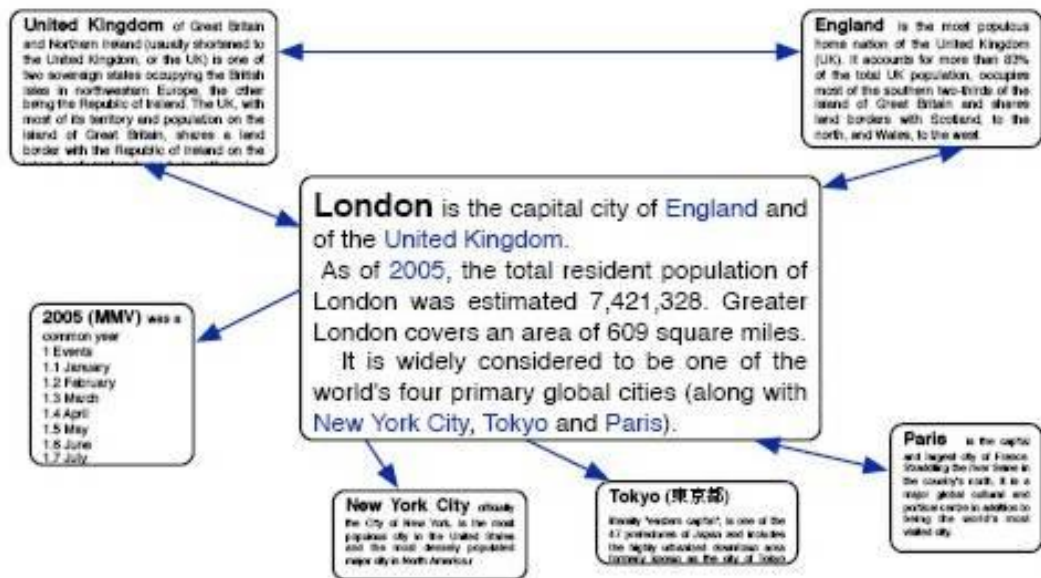 United Kingdom of Great Britain
and Northern Ireland (usually shortened to
the United Kingdom, or the UK) is one of
two sovereign states occupying the British
Isles in northwestern Europe, the other
being the Republic of Ireland. The UK, with
most of its territory and population on the
island of Great Britain, shares a land
border with the Republic of Ireland on the
England is the most populous
home nation of the United Kingdom
(UK). It accounts for more than 83%
of the total UK population, occupies
most of the southern two-thirds of the
island of Great Britain and shares
land borders with Scotland, to the
north, and Wales, to the west.
London is the capital city of England and
of the United Kingdom.
As of 2005, the total resident population of
London was estimated 7,421,328. Greater
London covers an area of 609 square miles.
It is widely considered to be one of the
world's four primary global cities (along with
New York City, Tokyo and Paris).
2005 (MMV) was a
common year
1 Events
1.1 January
1.2 February
1.3 March
1.4 April
1.5 May
1.6 June
1.7 July
New York City officially
the City of New York, is the most
populous city in the United States
and the most densely populated
major city in North America.r
Tokyo (東京都)
literally "eastern capital", is one of the
47 prefectures of Japan and includes
the highly urbanized downtown area
formerly known as the city of Tokyo
Paris is the capital
and largest city of France.
Straddling the river Seine in
the country's north, it is a
major global cultural and
political centre in addition to
being the world's most
visited city.